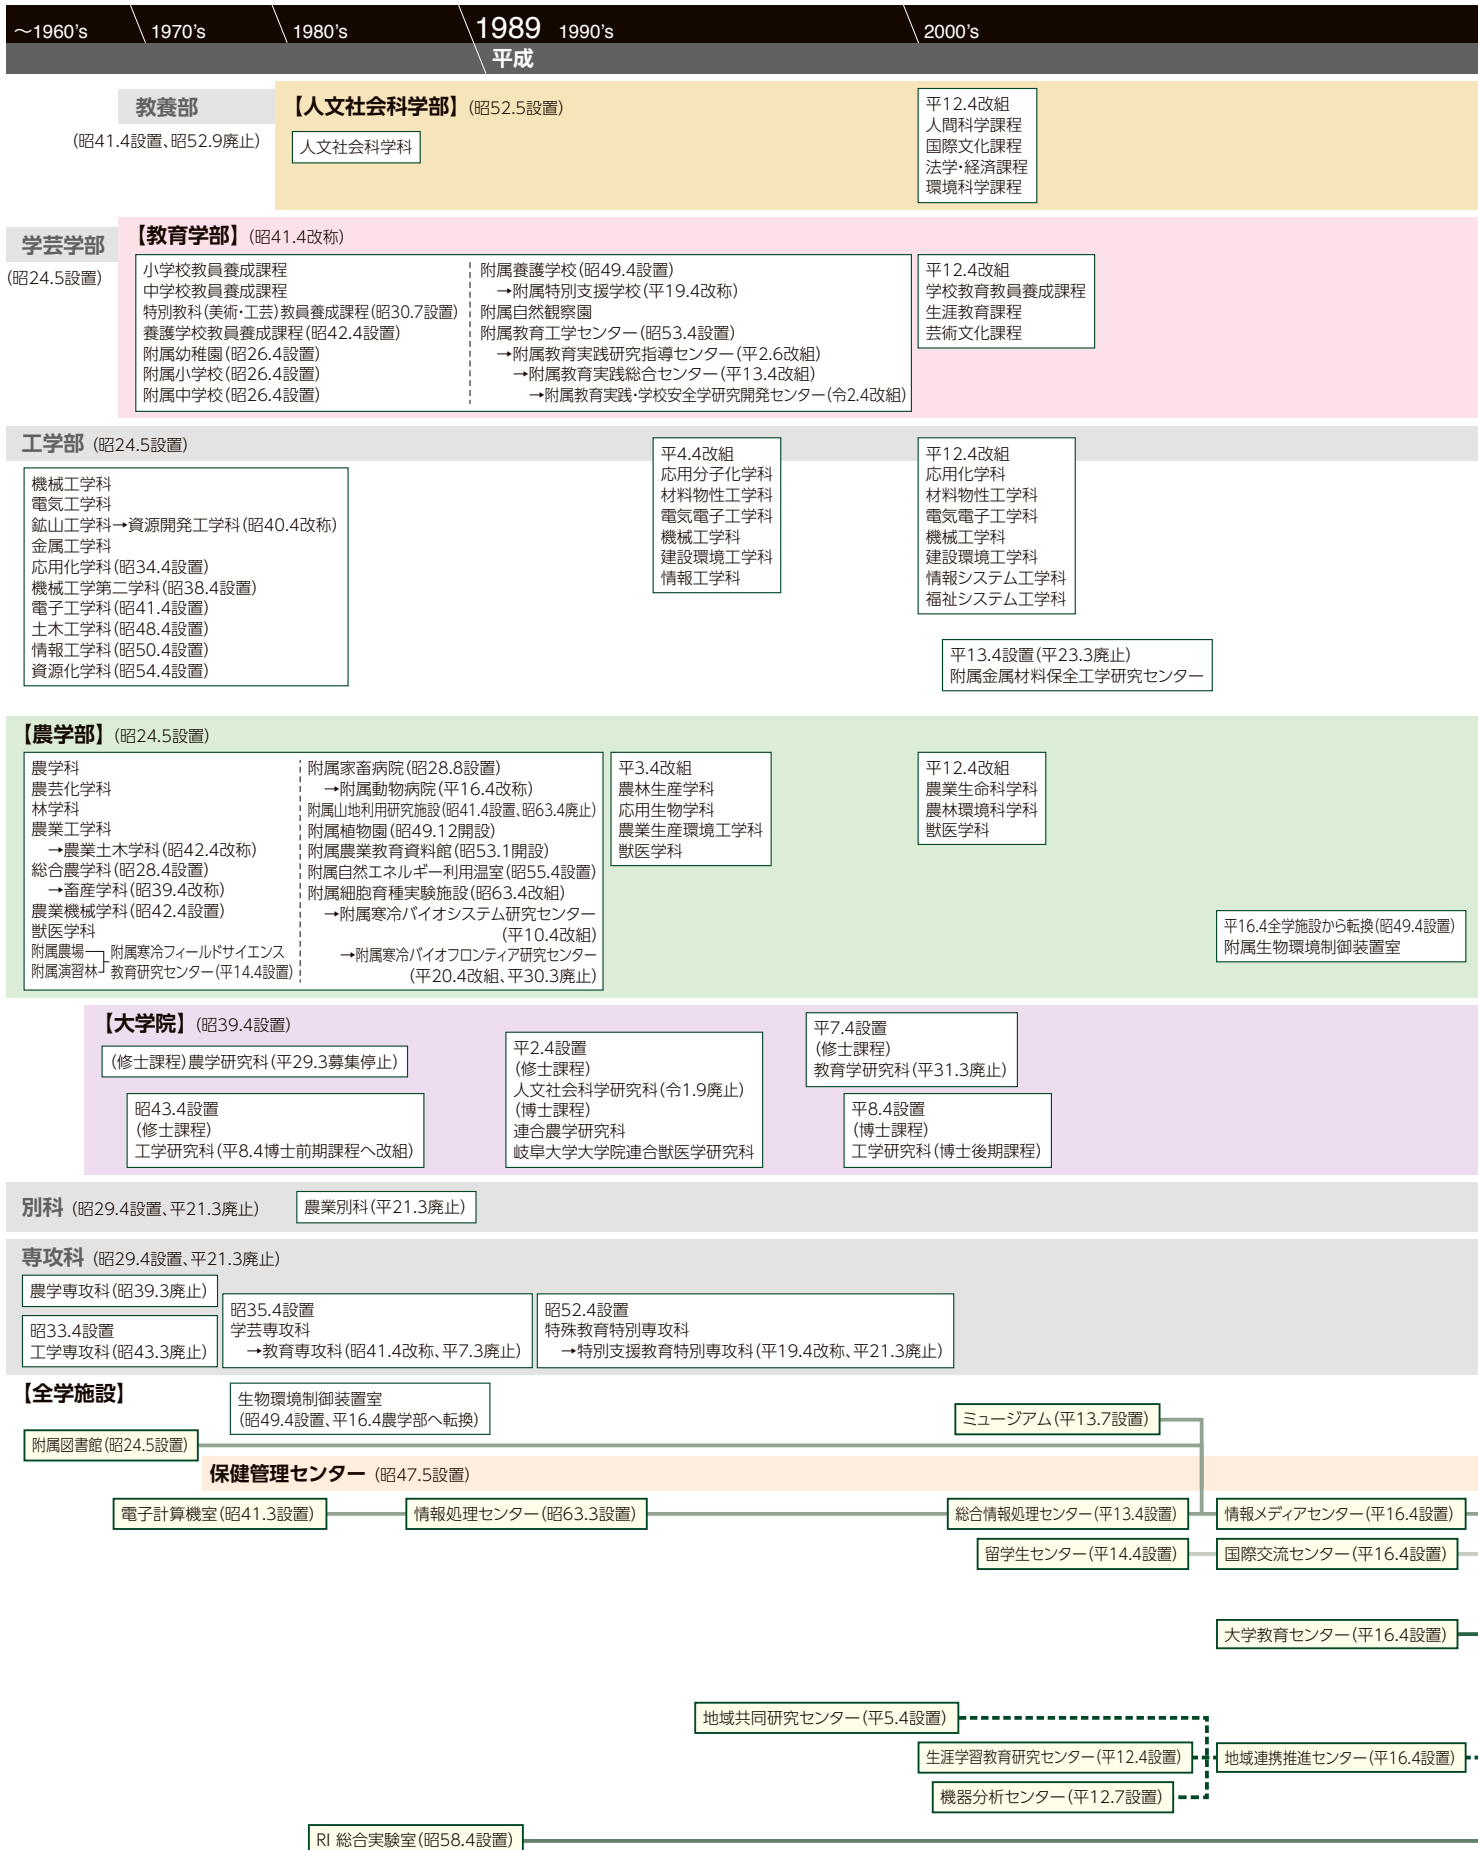 ～1960's
1970's
1980's
1989
1990's
2000's
平成
教養部
(昭41.4設置、昭52.9廃止)
【人文社会科学部】(昭52.5設置)
人文社会科学科
平12.4改組
人間科学課程
国際文化課程
法学・経済課程
環境科学課程
学芸学部
(昭24.5設置)
【教育学部】(昭41.4改称)
小学校教員養成課程
中学校教員養成課程
特別教科(美術・工芸)教員養成課程(昭30.7設置)
養護学校教員養成課程(昭42.4設置)
附属幼稚園(昭26.4設置)
附属小学校(昭26.4設置)
附属中学校(昭26.4設置)
附属養護学校(昭49.4設置)
→附属特別支援学校(平19.4改称)
附属自然観察園
附属教育工学センター(昭53.4設置)
→附属教育実践研究指導センター(平2.6改組)
→附属教育実践総合センター(平13.4改組)
→附属教育実践・学校安全学研究開発センター(令2.4改組)
平12.4改組
学校教育教員養成課程
生涯教育課程
芸術文化課程
工学部(昭24.5設置)
機械工学科
電気工学科
鉱山工学科→資源開発工学科(昭40.4改称)
金属工学科
応用化学科(昭34.4設置)
機械工学第二学科(昭38.4設置)
電子工学科(昭41.4設置)
土木工学科(昭48.4設置)
情報工学科(昭50.4設置)
資源化学科(昭54.4設置)
平4.4改組
応用分子化学科
材料物性工学科
電気電子工学科
機械工学科
建設環境工学科
情報工学科
平12.4改組
応用化学科
材料物性工学科
電気電子工学科
機械工学科
建設環境工学科
情報システム工学科
福祉システム工学科
平13.4設置(平23.3廃止)
附属金属材料保全工学研究センター
【農学部】(昭24.5設置)
農学科
農芸化学科
林学科
農業工学科
→農業土木学科(昭42.4改称)
総合農学科(昭28.4設置)
→畜産学科(昭39.4改称)
農業機械学科(昭42.4設置)
獣医学科
附属農場
附属演習林
附属寒冷フィールドサイエンス
教育研究センター(平14.4設置)
附属家畜病院(昭28.8設置)
→附属動物病院(平16.4改称)
附属山地利用研究施設(昭41.4設置、昭63.4廃止)
附属植物園(昭49.12開設)
附属農業教育資料館(昭53.1開設)
附属自然エネルギー利用温室(昭55.4設置)
附属細胞育種実験施設(昭63.4改組)
→附属寒冷バイオシステム研究センター
(平10.4改組)
→附属寒冷バイオフロンティア研究センター
(平20.4改組、平30.3廃止)
平3.4改組
農林生産学科
応用生物学科
農業生産環境工学科
獣医学科
平12.4改組
農業生命科学科
農林環境科学科
獣医学科
平16.4全学施設から転換(昭49.4設置)
附属生物環境制御装置室
【大学院】(昭39.4設置)
(修士課程)農学研究科(平29.3募集停止)
昭43.4設置
(修士課程)
工学研究科(平8.4博士前期課程へ改組)
平2.4設置
(修士課程)
人文社会科学研究科(令1.9廃止)
(博士課程)
連合農学研究科
岐阜大学大学院連合獣医学研究科
平7.4設置
(修士課程)
教育学研究科(平31.3廃止)
平8.4設置
(博士課程)
工学研究科(博士後期課程)
別科(昭29.4設置、平21.3廃止)
農業別科(平21.3廃止)
専攻科(昭29.4設置、平21.3廃止)
農学専攻科(昭39.3廃止)
昭33.4設置
工学専攻科(昭43.3廃止)
昭35.4設置
学芸専攻科
→教育専攻科(昭41.4改称、平7.3廃止)
昭52.4設置
特殊教育特別専攻科
→特別支援教育特別専攻科(平19.4改称、平21.3廃止)
【全学施設】
生物環境制御装置室
(昭49.4設置、平16.4農学部へ転換)
ミュージアム(平13.7設置)
附属図書館(昭24.5設置)
保健管理センター(昭47.5設置)
電子計算機室(昭41.3設置)
情報処理センター(昭63.3設置)
総合情報処理センター(平13.4設置)
情報メディアセンター(平16.4設置)
留学生センター(平14.4設置)
国際交流センター(平16.4設置)
大学教育センター(平16.4設置)
地域共同研究センター(平5.4設置)
生涯学習教育研究センター(平12.4設置)
地域連携推進センター(平16.4設置)
機器分析センター(平12.7設置)
RI 総合実験室(昭58.4設置)